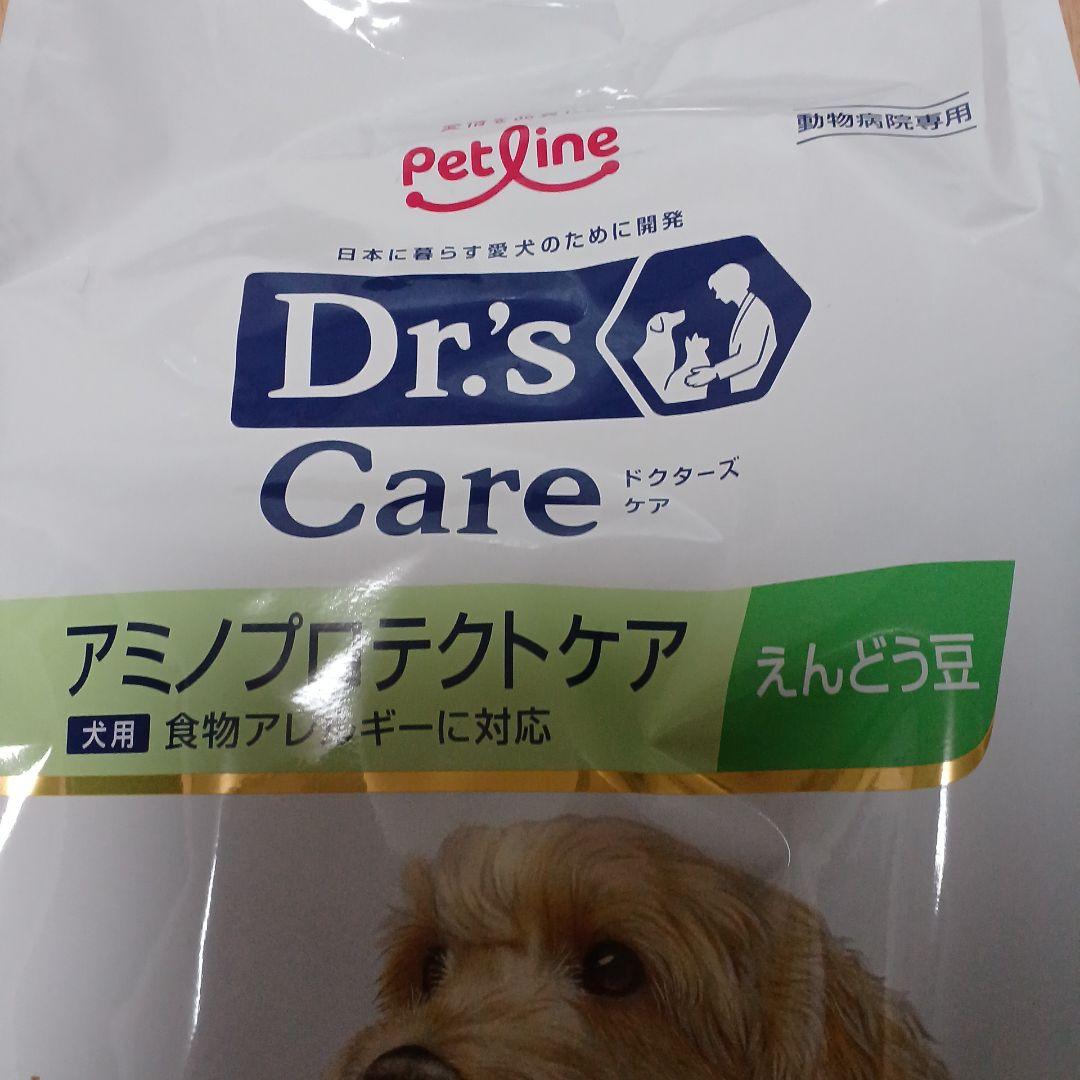 動物病院専用
petline
日本に暮らす愛犬のために開発
Dr.'s
Care
ドクターズ
ケア
アミノプロテクトケア
えんどう豆
犬用 食物アレルギーに対応